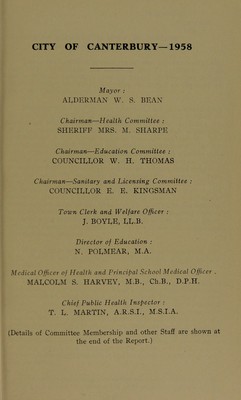 CITY OF CANTERBURY—1958
Mayor :
ALDERMAN W. S. BEAN
Chairman—Health Committee :
SHERIFF MRS. M. SHARPE
Chairman—Education Committee :
COUNCILLOR W. H. THOMAS
Chairman—Sanitary and Licensing Committee :
COUNCILLOR E. E. KINGSMAN
Town Clerk and Welfare Officer :
J. BOYLE, LL.B.
Director of Education :
N. POLMEAR, M.A.
Medical Officer of Health and Principal School Medical Officer .
MALCOLM S. HARVEY, M.B., Ch.B., D.P.H.
Chief Public Health Inspector :
T. L. MARTIN, A.R.S.I., M.S.I.A.
(Details of Committee Membership and other Staff are shown at
the end of the Report.)